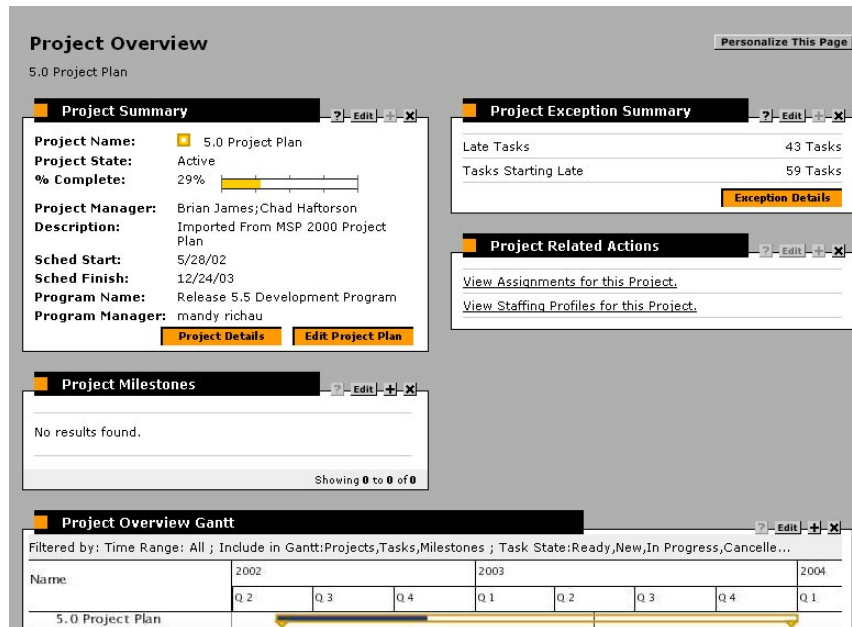 Project Overview
Personalize This Page
5.0 Project Plan
Project Summary
? Edit + X
Project Name: 5.0 Project Plan
Project State: Active
% Complete: 29%
Project Manager: Brian James;Chad Haftorson
Description: Imported From MSP 2000 Project
Plan
Sched Start: 5/28/02
Sched Finish: 12/24/03
Program Name: Release 5.5 Development Program
Program Manager: mandy richau
Project Details Edit Project Plan
Project Exception Summary
? Edit + X
Late Tasks 43 Tasks
Tasks Starting Late 59 Tasks
Exception Details
Project Related Actions
? Edit + X
View Assignments for this Project.
View Staffing Profiles for this Project.
Project Milestones
? Edit + X
No results found.
Showing 0 to 0 of 0
Project Overview Gantt
? Edit + X
Filtered by: Time Range: All ; Include in Gantt:Projects,Tasks,Milestones ; Task State:Ready,New,In Progress,Cancelle...
Name 2002 2003 2004
Q 2 Q 3 Q 4 Q 1 Q 2 Q 3 Q 4 Q 1
5.0 Project Plan